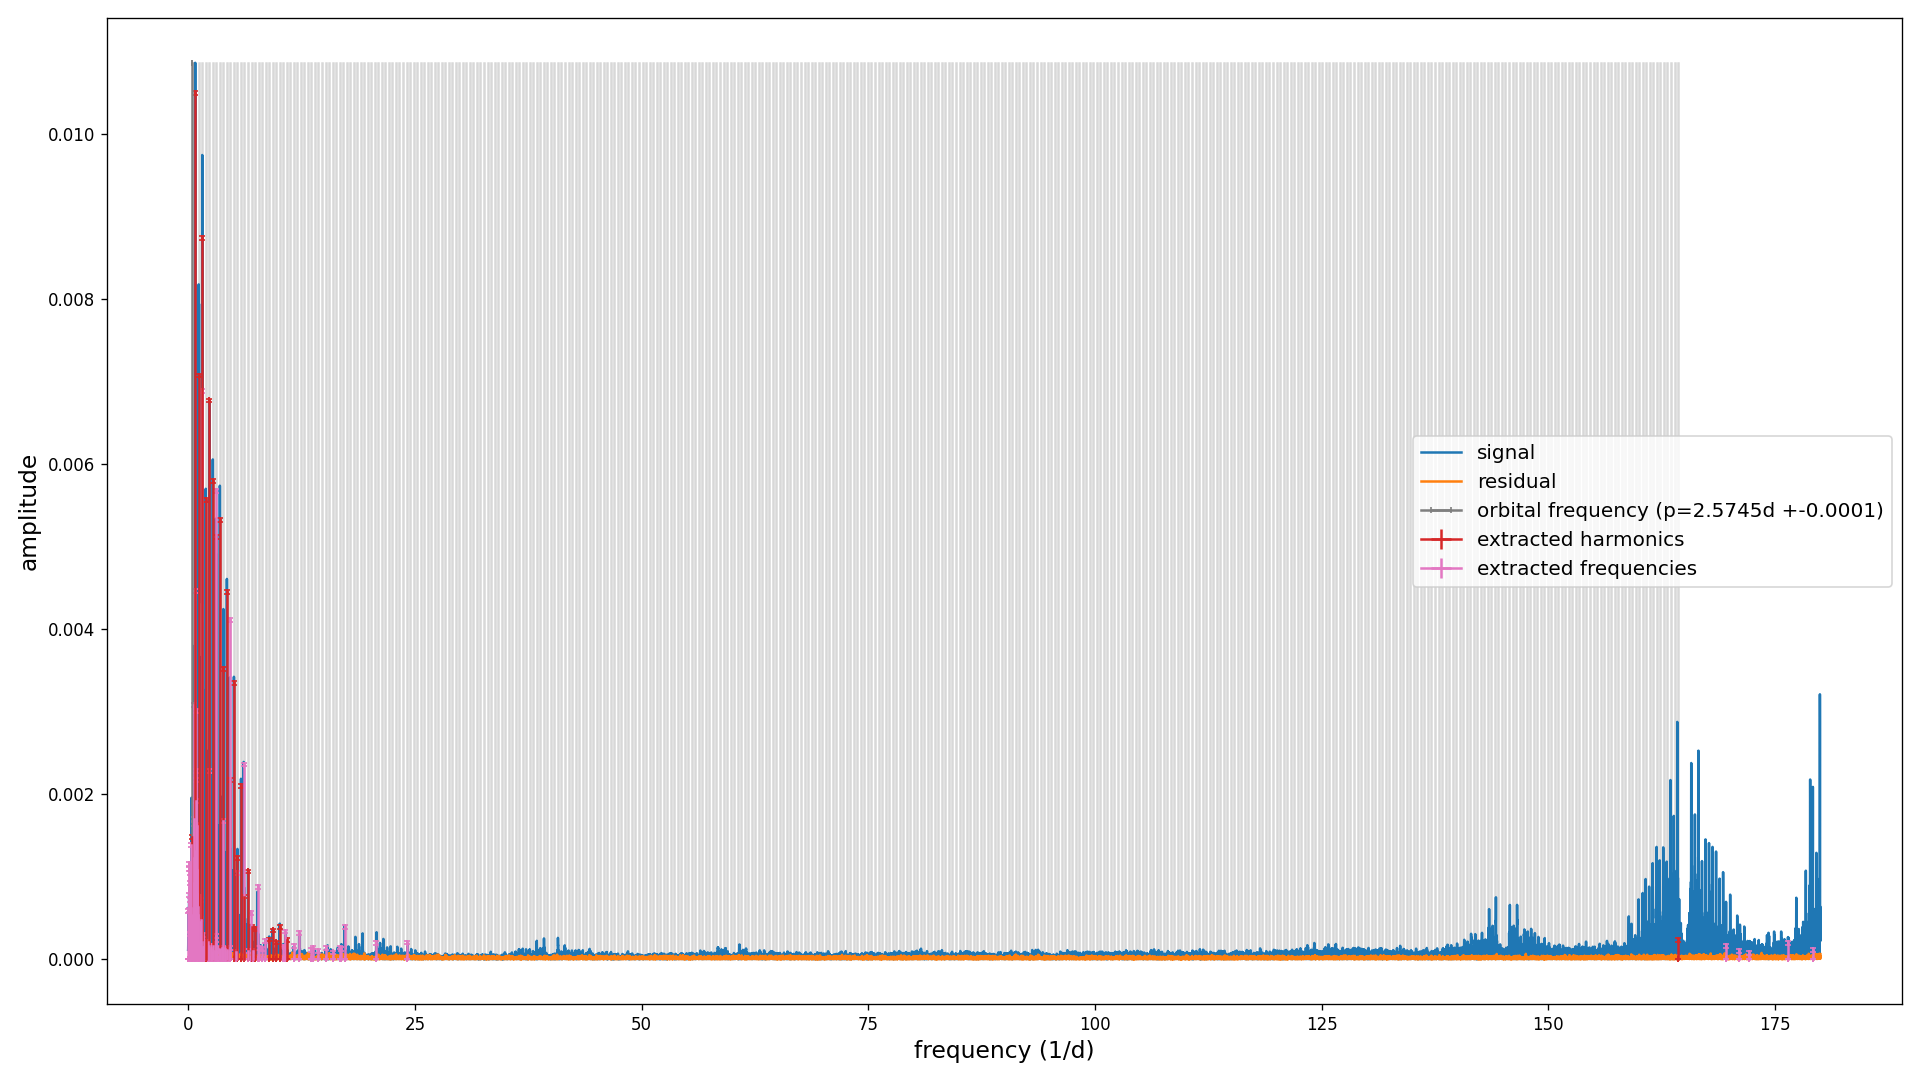 0.010
0.008
0.006
0.004
0.002
0.000
amplitude
0 25 50 75 100 125 150 175
frequency (1/d)
signal
residual
orbital frequency (p=2.5745d +-0.0001)
extracted harmonics
extracted frequencies